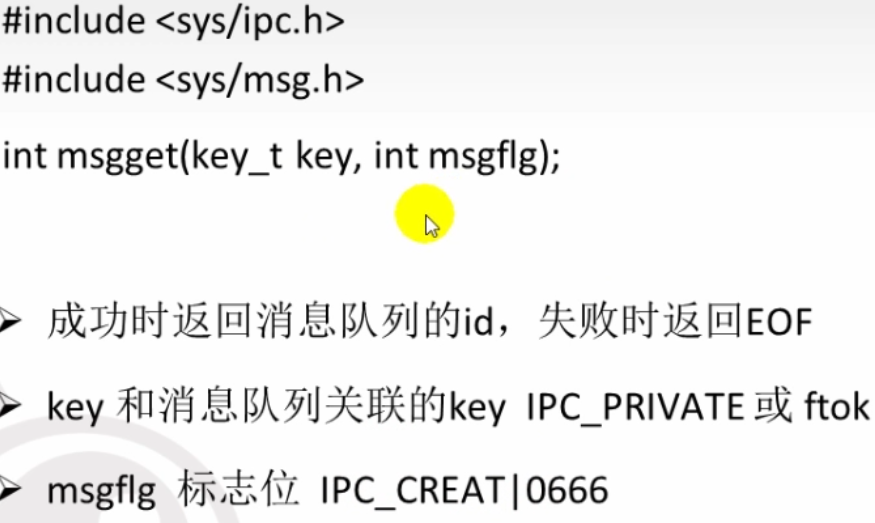 #include <sys/ipc.h>
#include <sys/msg.h>
int msgget(key_t key, int msgflg);
成功时返回消息队列的id，失败时返回EOF
key 和消息队列关联的key IPC_PRIVATE 或 ftok
msgflg 标志位 IPC_CREAT|0666